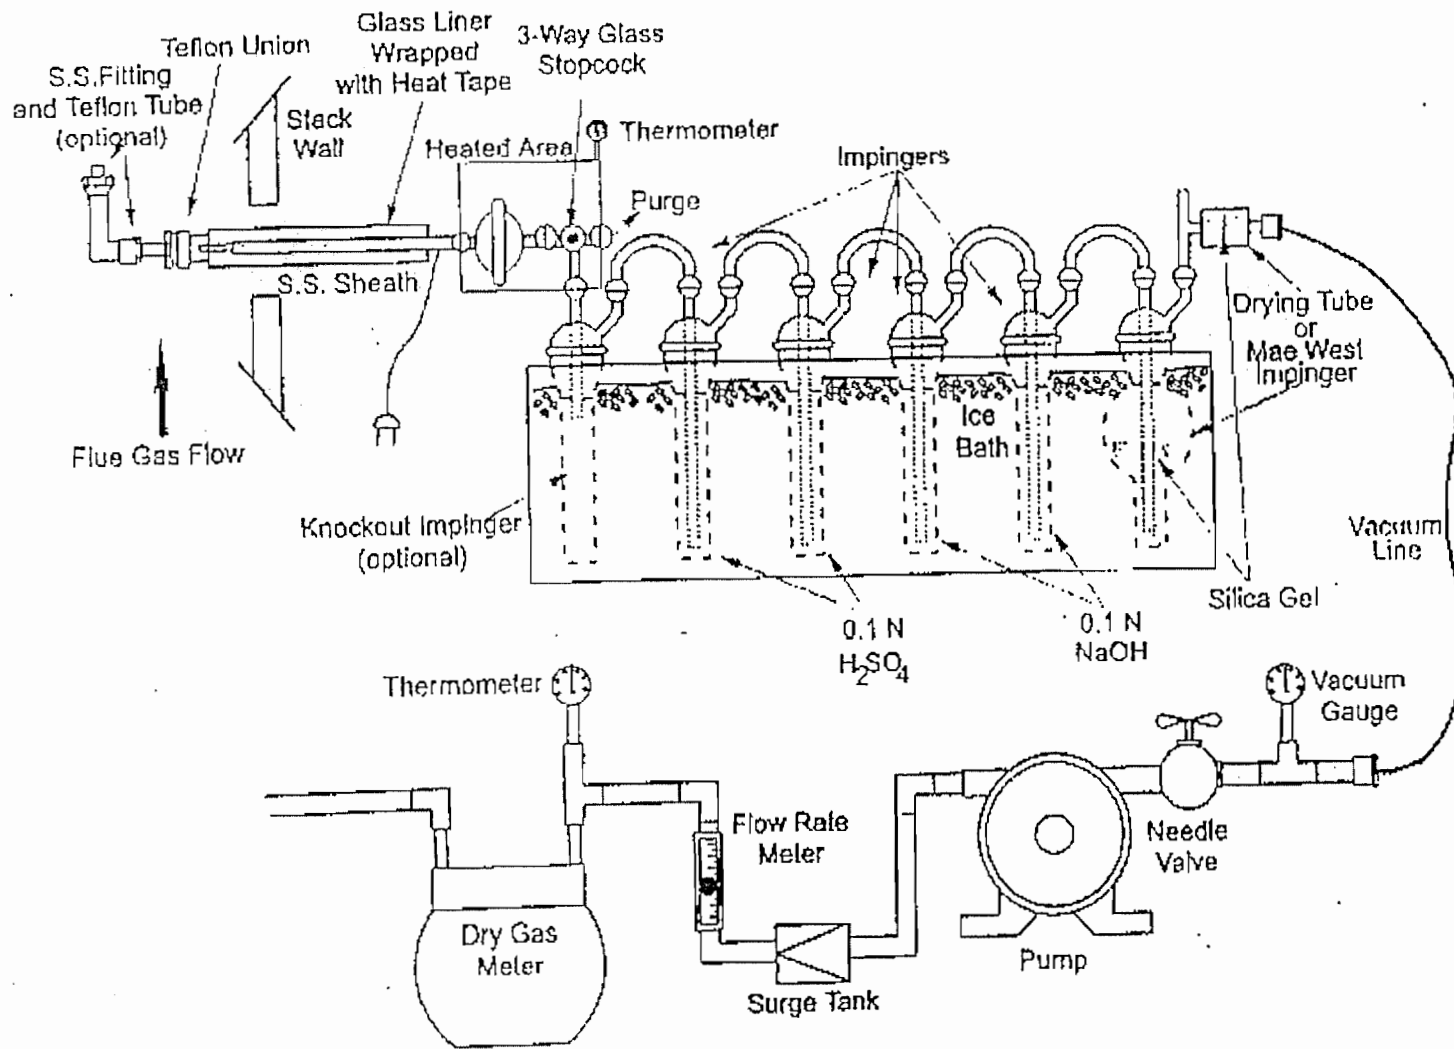 Teflon Union
S.S.Fitting
and Teflon Tube
(optional)
Stack
Wall
Glass Liner
Wrapped
with Heat Tape
3-Way Glass
Stopcock
Heated Area
Thermometer
Purge
Impingers
S.S. Sheath
Flue Gas Flow
Drying Tube
or
Mae West
Impinger
Ice
Bath
Knockout Impinger
(optional)
Vacuum
Line
Silica Gel
0.1 N
H2SO4
0.1 N
NaOH
Thermometer
Vacuum
Gauge
Flow Rate
Meter
Needle
Valve
Dry Gas
Meter
Pump
Surge Tank